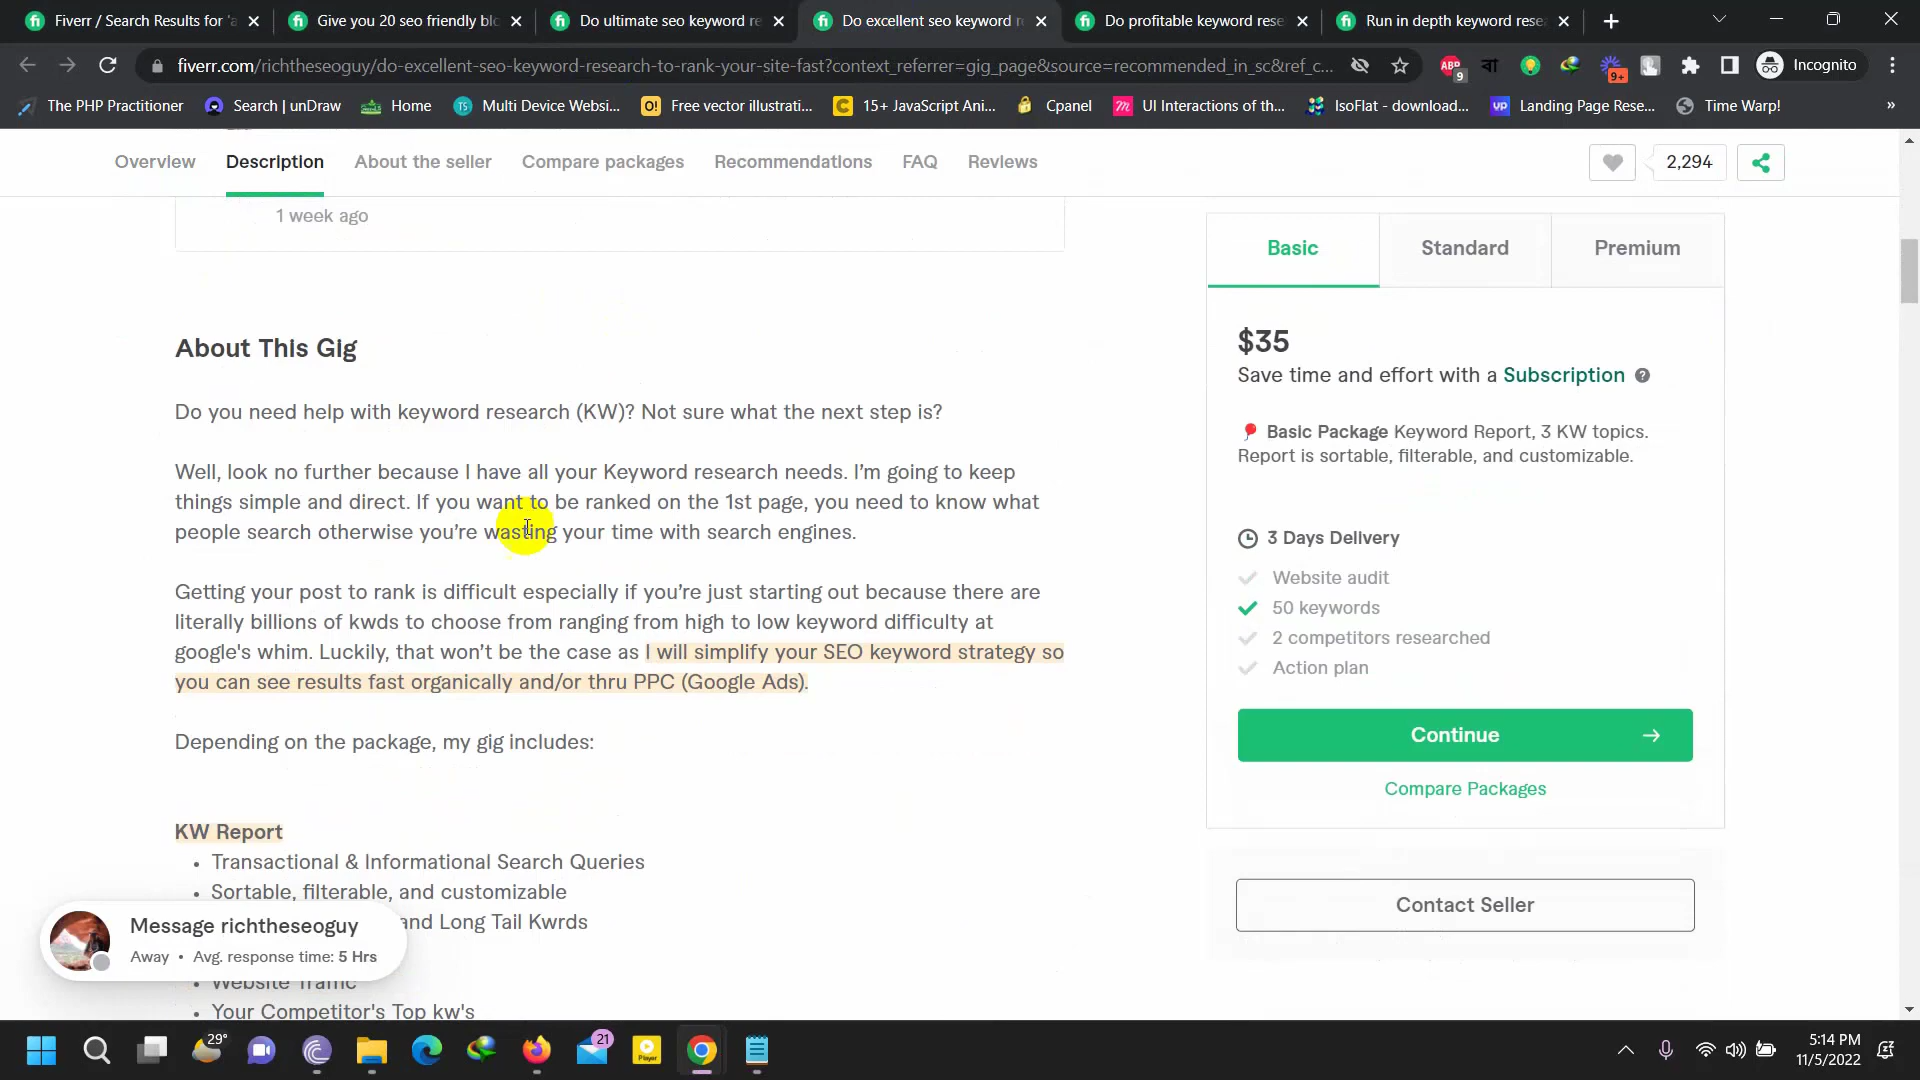 Fiverr / Search Results for 'a
Give you 20 seo friendly blo
Do ultimate seo keyword re
Do excellent seo keyword r
Do profitable keyword rese
Run in depth keyword resea
fiverr.com/richtheseoguy/do-excellent-seo-keyword-research-to-rank-your-site-fast?context_referrer=gig_page&source=recommended_in_sc&ref_c...
ABP
9
বা
9+
Incognito
The PHP Practitioner
Search | unDraw
Home
TS
Multi Device Websi...
O!
Free vector illustrati...
C
15+ JavaScript Ani...
Cpanel
UI Interactions of th...
IsoFlat - download...
VP
Landing Page Rese...
Time Warp!
»
Overview
Description
About the seller
Compare packages
Recommendations
FAQ
Reviews
2,294
1 week ago
About This Gig
Do you need help with keyword research (KW)? Not sure what the next step is?
Well, look no further because I have all your Keyword research needs. I’m going to keep
things simple and direct. If you want to be ranked on the 1st page, you need to know what
people search otherwise you’re wasting your time with search engines.
Getting your post to rank is difficult especially if you’re just starting out because there are
literally billions of kwds to choose from ranging from high to low keyword difficulty at
google's whim. Luckily, that won’t be the case as I will simplify your SEO keyword strategy so
you can see results fast organically and/or thru PPC (Google Ads).
Depending on the package, my gig includes:
KW Report
Transactional & Informational Search Queries
Sortable, filterable, and customizable
and Long Tail Kwrds
Website Traffic
Your Competitor's Top kw's
Message richtheseoguy
Away • Avg. response time: 5 Hrs
Basic
Standard
Premium
$35
Save time and effort with a Subscription ?
Basic Package Keyword Report, 3 KW topics.
Report is sortable, filterable, and customizable.
3 Days Delivery
Website audit
50 keywords
2 competitors researched
Action plan
Continue
Compare Packages
Contact Seller
29°
21
Player
5:14 PM
11/5/2022